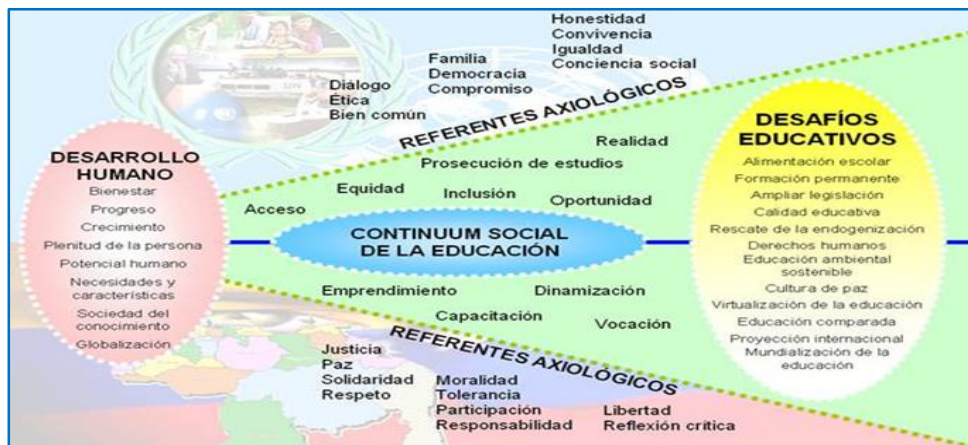 Honestidad
Convivencia
Igualdad
Conciencia social
Familia
Democracia
Compromiso
Diálogo
Ética
Bien común
REFERENTES AXIOLÓGICOS
DESARROLLO
HUMANO
Bienestar
Progreso
Crecimiento
Plenitud de la persona
Potencial humano
Necesidades y
características
Sociedad del
conocimiento
Globalización
Realidad
Prosecución de estudios
Equidad
Inclusión
Oportunidad
Acceso
CONTINUUM SOCIAL
DE LA EDUCACIÓN
Emprendimiento
Dinamización
Capacitación
Vocación
DESAFÍOS
EDUCATIVOS
Alimentación escolar
Formación permanente
Ampliar legislación
Calidad educativa
Rescate de la endogenización
Derechos humanos
Educación ambiental
sostenible
Cultura de paz
Virtualización de la educación
Educación comparada
Proyección internacional
Mundialización de la
educación
REFERENTES AXIOLÓGICOS
Justicia
Paz
Solidaridad
Respeto
Moralidad
Tolerancia
Participación
Responsabilidad
Libertad
Reflexión crítica